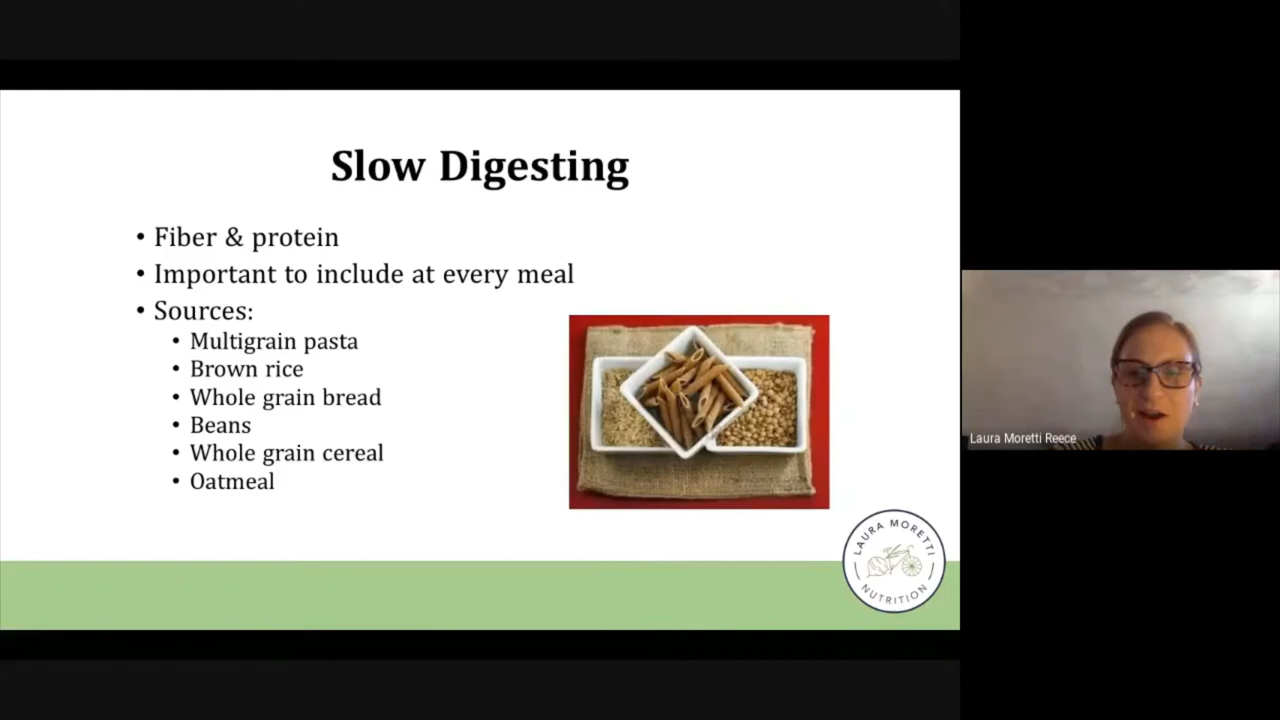 Slow Digesting
• Fiber & protein
• Important to include at every meal
• Sources:
• Multigrain pasta
• Brown rice
• Whole grain bread
• Beans
• Whole grain cereal
• Oatmeal
LAURA MORETTI
NUTRITION
Laura Moretti Reece